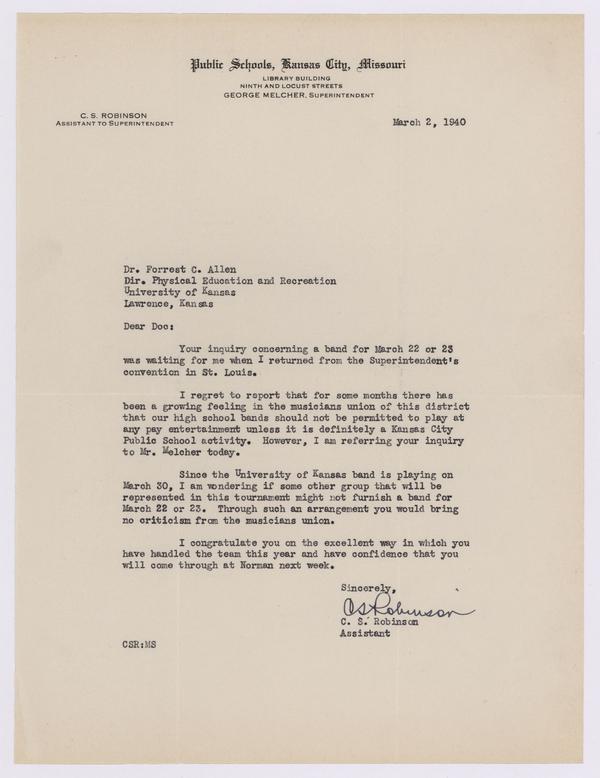 Public Schools, Kansas City, Missouri
LIBRARY BUILDING
NINTH AND LOCUST STREETS
GEORGE MELCHER, SUPERINTENDENT
C. S. ROBINSON
ASSISTANT TO SUPERINTENDENT
March 2, 1940
Dr. Forrest C. Allen
Dir. Physical Education and Recreation
University of Kansas
Lawrence, Kansas
Dear Doc:
Your inquiry concerning a band for March 22 or 23
was waiting for me when I returned from the Superintendent's
convention in St. Louis.
I regret to report that for some months there has
been a growing feeling in the musicians union of this district
that our high school bands should not be permitted to play at
any pay entertainment unless it is definitely a Kansas City
Public School activity. However, I am referring your inquiry
to Mr. Melcher today.
Since the University of Kansas band is playing on
March 30, I am wondering if some other group that will be
represented in this tournament might not furnish a band for
March 22 or 23. Through such an arrangement you would bring
no criticism from the musicians union.
I congratulate you on the excellent way in which you
have handled the team this year and have confidence that you
will come through at Norman next week.
Sincerely,
CS Robinson
C. S. Robinson
Assistant
CSR:MS